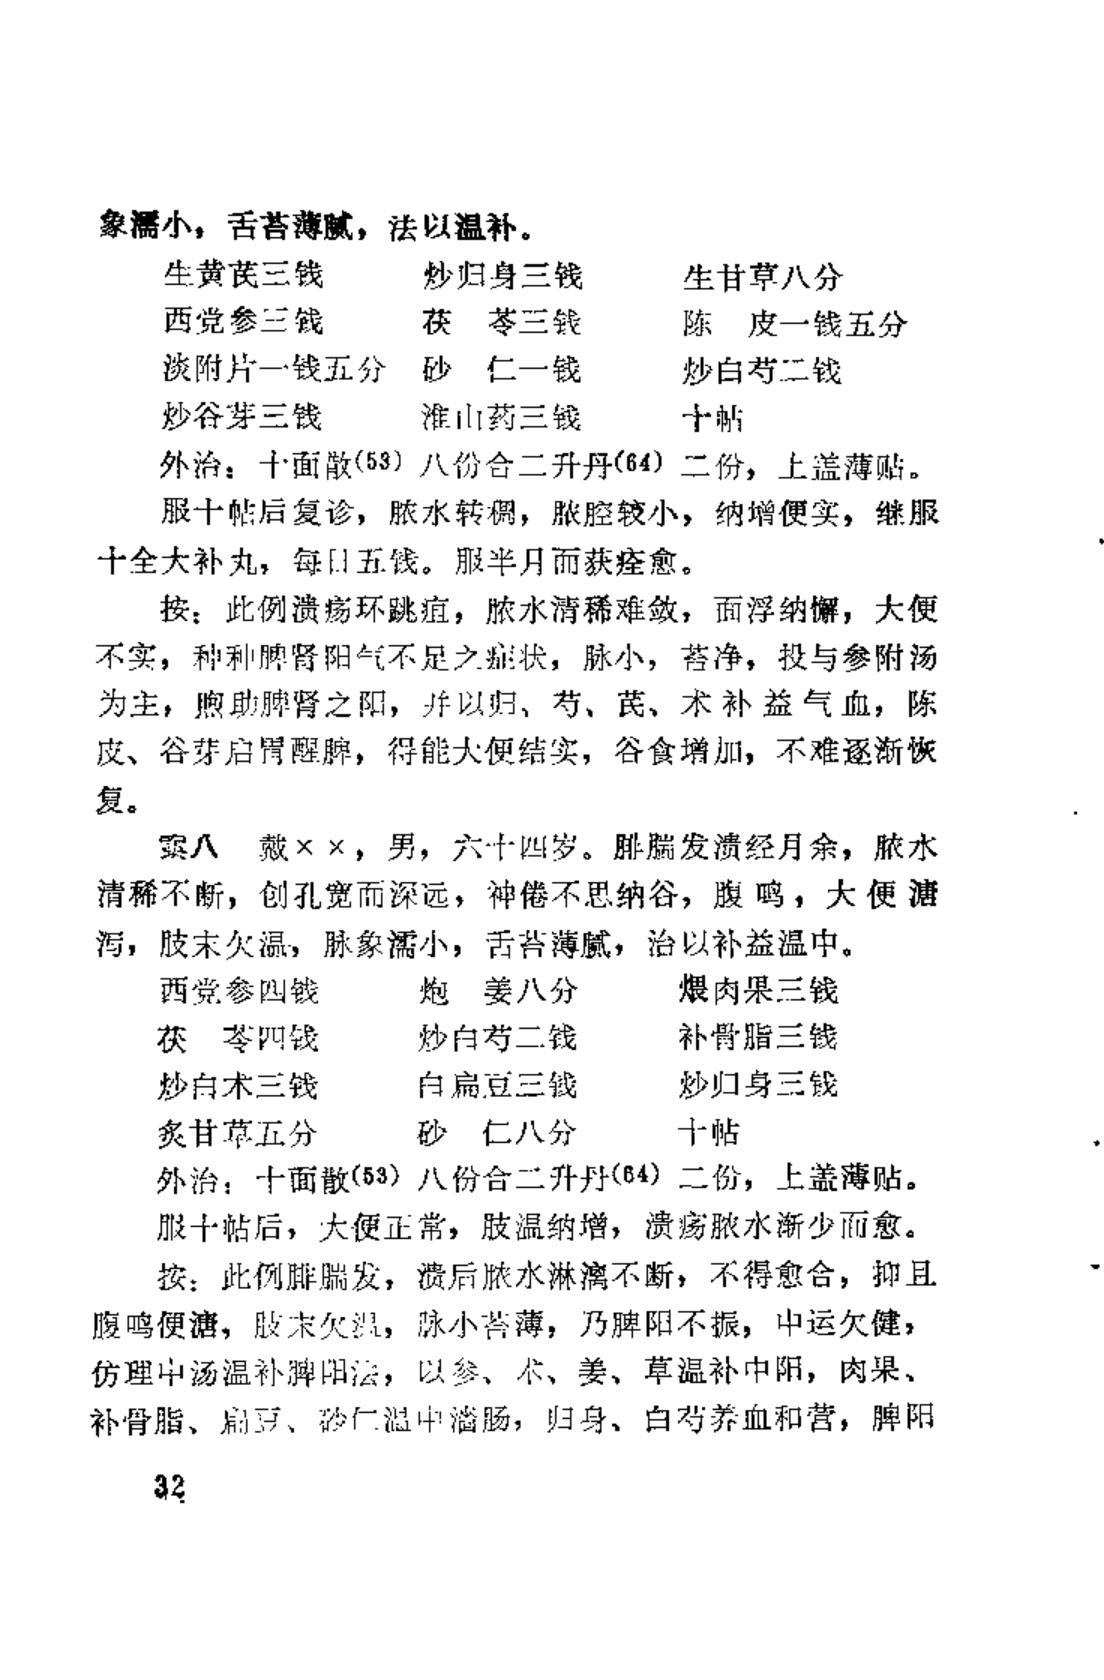 象濡小，舌苔薄腻，法以温补。
生黄芪三钱　炒归身三钱　生甘草八分
西党参三钱　茯　苓三钱　陈　皮一钱五分
淡附片一钱五分　砂　仁一钱　炒白芍二钱
炒谷芽三钱　淮山药三钱　十帖
外治：十面散(53)八份合二升丹(64)二份，上盖薄贴。
服十帖后复诊，脓水转稠，脓腔较小，纳增便实，继服
十全大补丸，每日五钱。服半月而获痊愈。
按：此例溃疡环跳疽，脓水清稀难敛，面浮纳懈，大便
不实，种种脾肾阳气不足之症状，脉小，苔净，投与参附汤
为主，煦助脾肾之阳，并以归、芍、芪、术补益气血，陈
皮、谷芽启胃醒脾，得能大便结实，谷食增加，不难逐渐恢
复。
案八　戴××，男，六十四岁。腓腨发溃经月余，脓水
清稀不断，创孔宽而深远，神倦不思纳谷，腹鸣，大便溏
泻，肢末欠温，脉象濡小，舌苔薄腻，治以补益温中。
西党参四钱　炮　姜八分　煨肉果三钱
茯　苓四钱　炒白芍二钱　补骨脂三钱
炒白术三钱　白扁豆三钱　炒归身三钱
炙甘草五分　砂　仁八分　十帖
外治：十面散(53)八份合二升丹(64)二份，上盖薄贴。
服十帖后，大便正常，肢温纳增，溃疡脓水渐少而愈。
按：此例腓腨发，溃后脓水淋漓不断，不得愈合，抑且
腹鸣便溏，肢末欠温，脉小苔薄，乃脾阳不振，中运欠健，
仿理中汤温补脾阳法，以参、术、姜、草温补中阳，肉果、
补骨脂、扁豆、砂仁温中濇肠，归身、白芍养血和营，脾阳
32